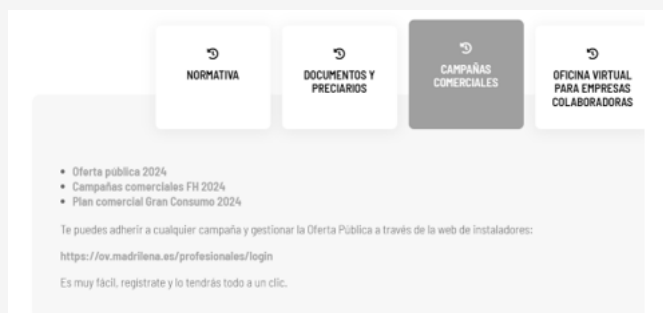 NORMATIVA
DOCUMENTOS Y
PRECIARIOS
CAMPAÑAS
COMERCIALES
OFICINA VIRTUAL
PARA EMPRESAS
COLABORADORAS
Oferta pública 2024
Campañas comerciales FH 2024
Plan comercial Gran Consumo 2024
Te puedes adherir a cualquier campaña y gestionar la Oferta Pública a través de la web de instaladores:
https://ov.madrilena.es/profesionales/login
Es muy fácil, regístrate y lo tendrás todo a un clic.